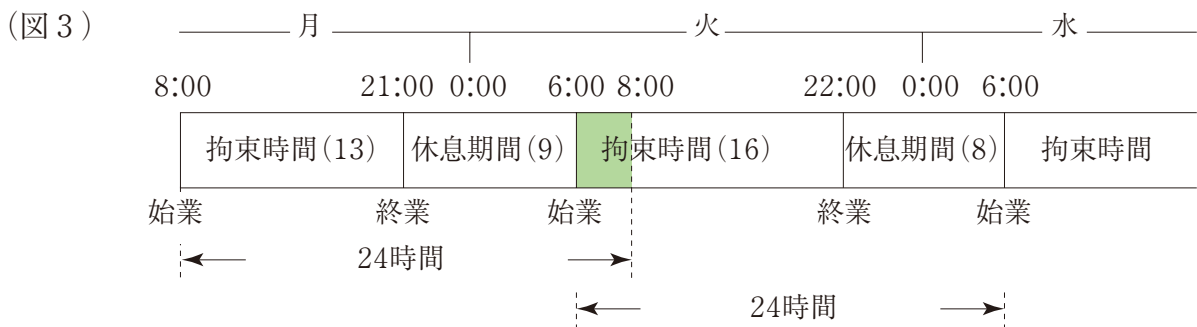 (図3)
月 火 水
8:00 21:00 0:00 6:00 8:00 22:00 0:00 6:00
拘束時間(13) 休息期間(9) 拘束時間(16) 休息期間(8) 拘束時間
始業 終業 始業 終業 始業
24時間
24時間